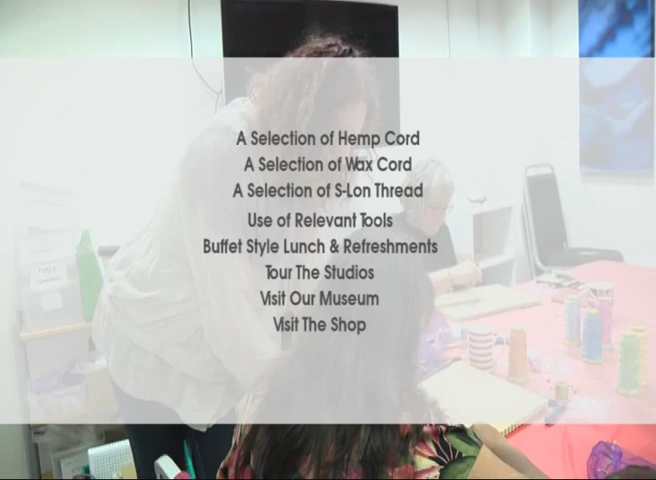 A Selection of Hemp Cord
A Selection of Wax Cord
A Selection of S-Lon Thread
Use of Relevant Tools
Buffet Style Lunch & Refreshments
Tour The Studios
Visit Our Museum
Visit The Shop